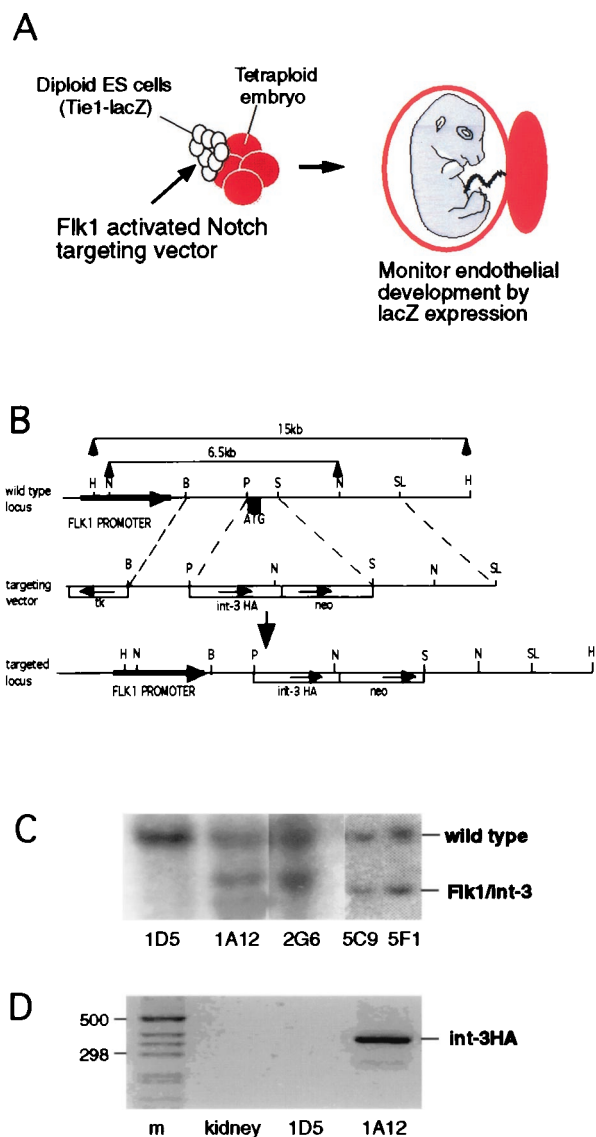 A
Diploid ES cells
(Tie1-lacZ)
Tetraploid
embryo
Flk1 activated Notch
targeting vector
Monitor endothelial
development by
lacZ expression
B
15kb
6.5kb
H N B P S N SL H
wild type
locus
FLK1 PROMOTER
ATG
B P N S N SL
targeting
vector
tk
int-3 HA
neo
H N B P N S N SL H
targeted
locus
FLK1 PROMOTER
int-3 HA
neo
C
wild type
Flk1/int-3
1D5 1A12 2G6 5C9 5F1
D
500
298
int-3HA
m kidney 1D5 1A12